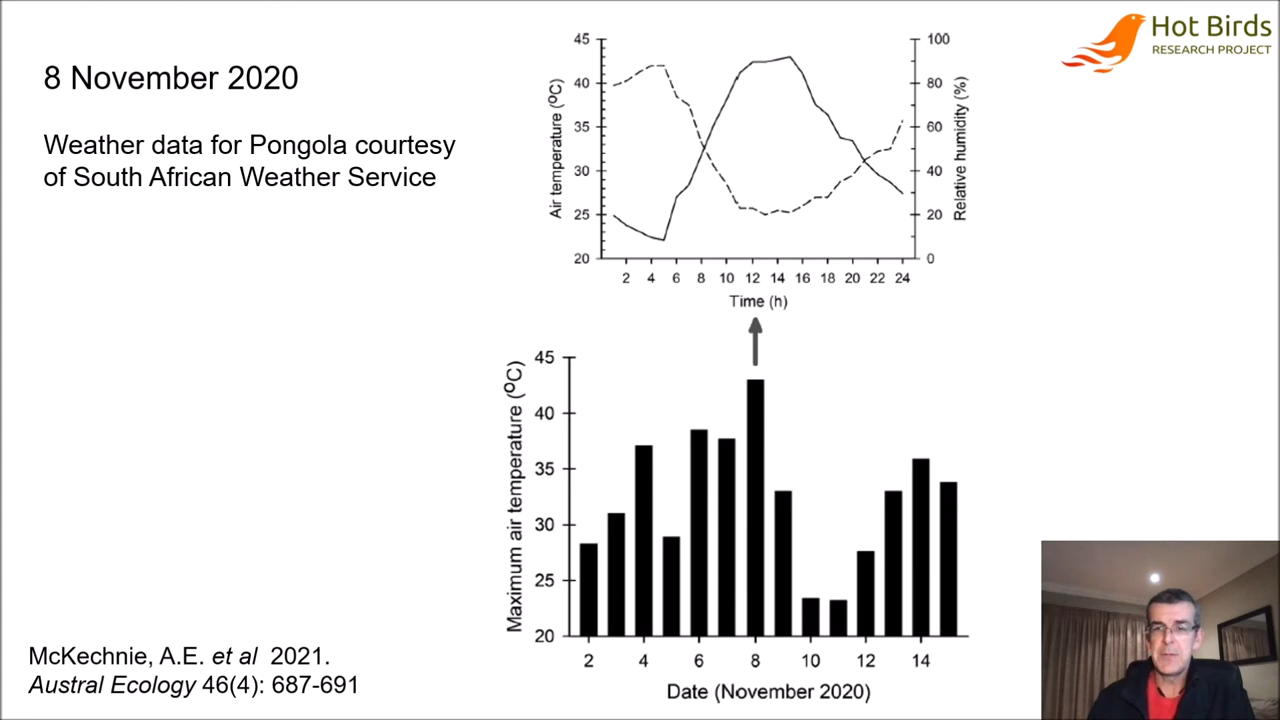 8 November 2020
Weather data for Pongola courtesy
of South African Weather Service
Hot Birds
RESEARCH PROJECT
Air temperature (⁰C)
45
40
35
30
25
20
Relative humidity (%)
100
80
60
40
20
0
2 4 6 8 10 12 14 16 18 20 22 24
Time (h)
Maximum air temperature (⁰C)
45
40
35
30
25
20
2 4 6 8 10 12 14
Date (November 2020)
McKechnie, A.E. et al 2021.
Austral Ecology 46(4): 687-691